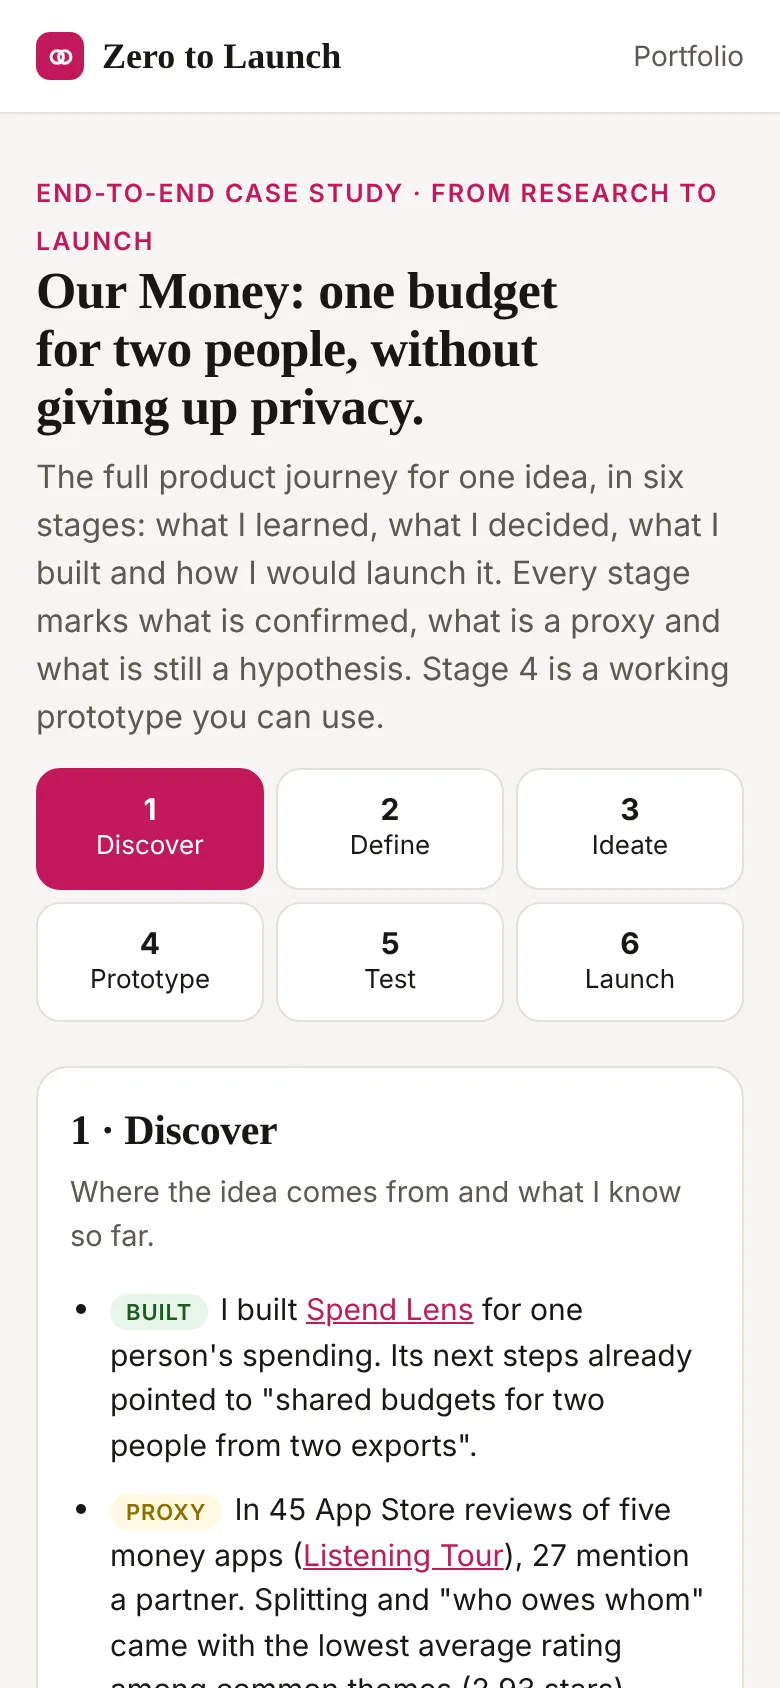 Zero to Launch
Portfolio
END-TO-END CASE STUDY · FROM RESEARCH TO
LAUNCH
Our Money: one budget
for two people, without
giving up privacy.
The full product journey for one idea, in six
stages: what I learned, what I decided, what I
built and how I would launch it. Every stage
marks what is confirmed, what is a proxy and
what is still a hypothesis. Stage 4 is a working
prototype you can use.
1
Discover
2
Define
3
Ideate
4
Prototype
5
Test
6
Launch
1 · Discover
Where the idea comes from and what I know
so far.
• BUILT I built Spend Lens for one
person's spending. Its next steps already
pointed to "shared budgets for two
people from two exports".
• PROXY In 45 App Store reviews of five
money apps (Listening Tour), 27 mention
a partner. Splitting and "who owes whom"
came with the lowest average rating
among common themes (2.93 stars)